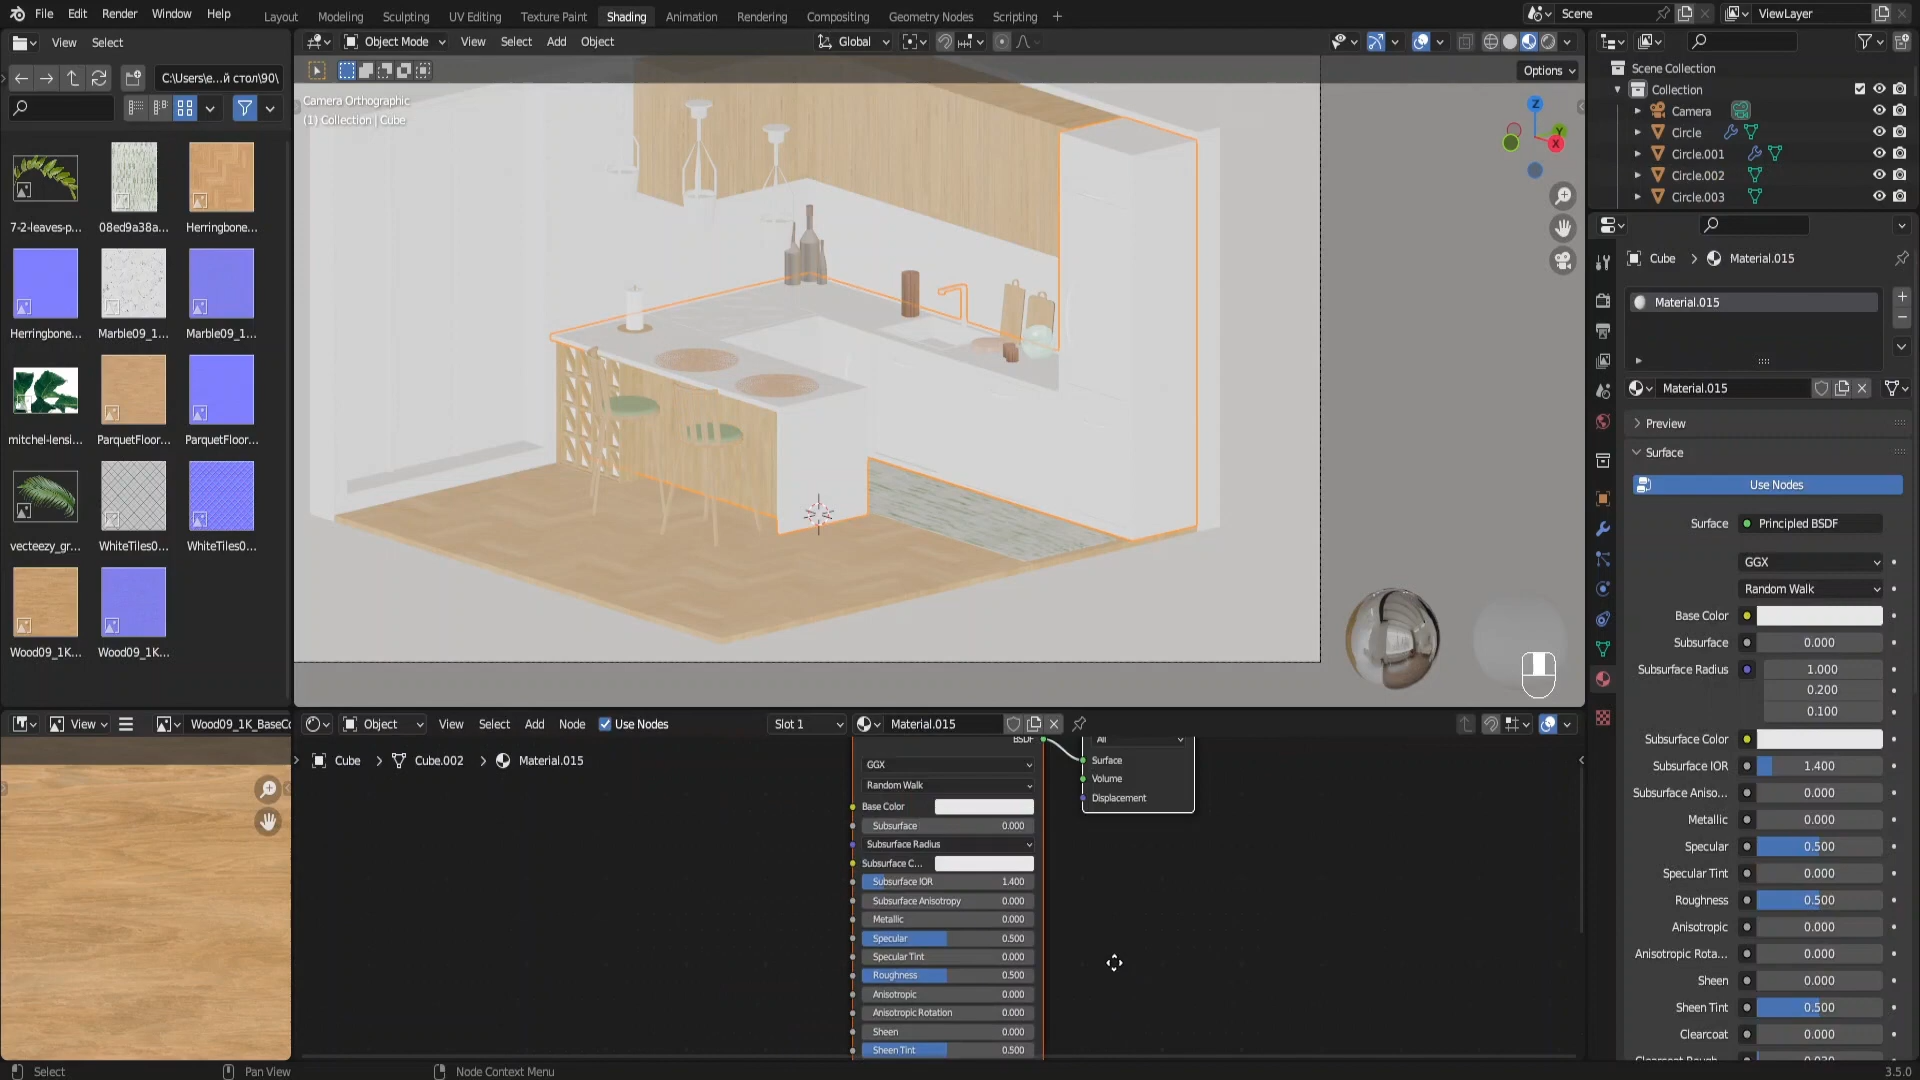 File Edit Render Window Help
Layout Modeling Sculpting UV Editing Texture Paint Shading Animation Rendering Compositing Geometry Nodes Scripting +
Scene
ViewLayer
View Select
Object Mode View Select Add Object
Global
C:\Users\e...й стол\90\
Options
Camera Orthographic
(1) Collection | Cube
Scene Collection
Collection
Camera
Circle
Circle.001
Circle.002
Circle.003
7-2-leaves-p... 08ed9a38a... Herringbone...
Herringbone... Marble09_1... Marble09_1...
mitchel-lensi... ParquetFloor... ParquetFloor...
vecteezy_gr... WhiteTiles0... WhiteTiles0...
Wood09_1K... Wood09_1K...
Z
Y
X
Cube > Material.015
Material.015
Material.015
Preview
Surface
Use Nodes
Surface Principled BSDF
GGX
Random Walk
Base Color
Subsurface 0.000
Subsurface Radius 1.000
0.200
0.100
Subsurface Color
Subsurface IOR 1.400
Subsurface Aniso... 0.000
Metallic 0.000
Specular 0.500
Specular Tint 0.000
Roughness 0.500
Anisotropic 0.000
Anisotropic Rota... 0.000
Sheen 0.000
Sheen Tint 0.500
Clearcoat 0.000
View Wood09_1K_BaseCo
Object View Select Add Node Use Nodes Slot 1 Material.015
Cube > Cube.002 > Material.015
BSDF
GGX
Random Walk
Base Color
Subsurface 0.000
Subsurface Radius
Subsurface C...
Subsurface IOR 1.400
Subsurface Anisotropy 0.000
Metallic 0.000
Specular 0.500
Specular Tint 0.000
Roughness 0.500
Anisotropic 0.000
Anisotropic Rotation 0.000
Sheen 0.000
Sheen Tint 0.500
All
Surface
Volume
Displacement
Select Pan View Node Context Menu 3.5.0